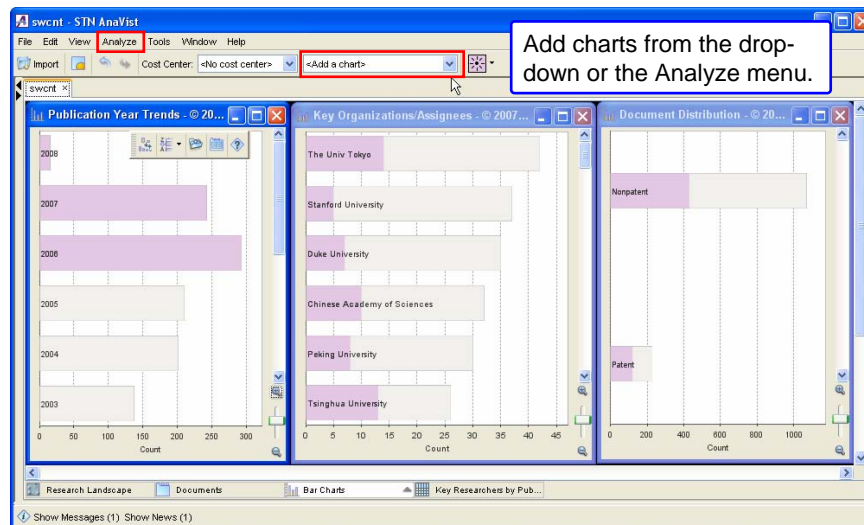 swcnt - STN AnaVist
File Edit View Analyze Tools Window Help
Import Cost Center: <No cost center> <Add a chart>
Add charts from the drop-
down or the Analyze menu.
swcnt ×
Publication Year Trends - © 20...
2008
2007
2006
2005
2004
2003
0 50 100 150 200 250 300
Count
Key Organizations/Assignees - © 2007...
The Univ Tokyo
Stanford University
Duke University
Chinese Academy of Sciences
Peking University
Tsinghua University
0 5 10 15 20 25 30 35 40 45
Count
Document Distribution - © 20...
Nonpatent
Patent
0 200 400 600 800 1000
Count
Research Landscape Documents Bar Charts Key Researchers by Pub...
Show Messages (1) Show News (1)